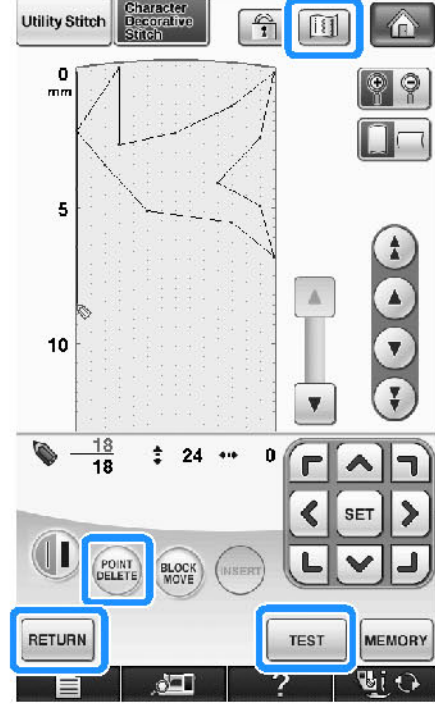 Utility Stitch
Character
Decorative
Stitch
0
mm
5
10
18
18
24
0
POINT
DELETE
BLOCK
MOVE
INSERT
SET
RETURN
TEST
MEMORY
?